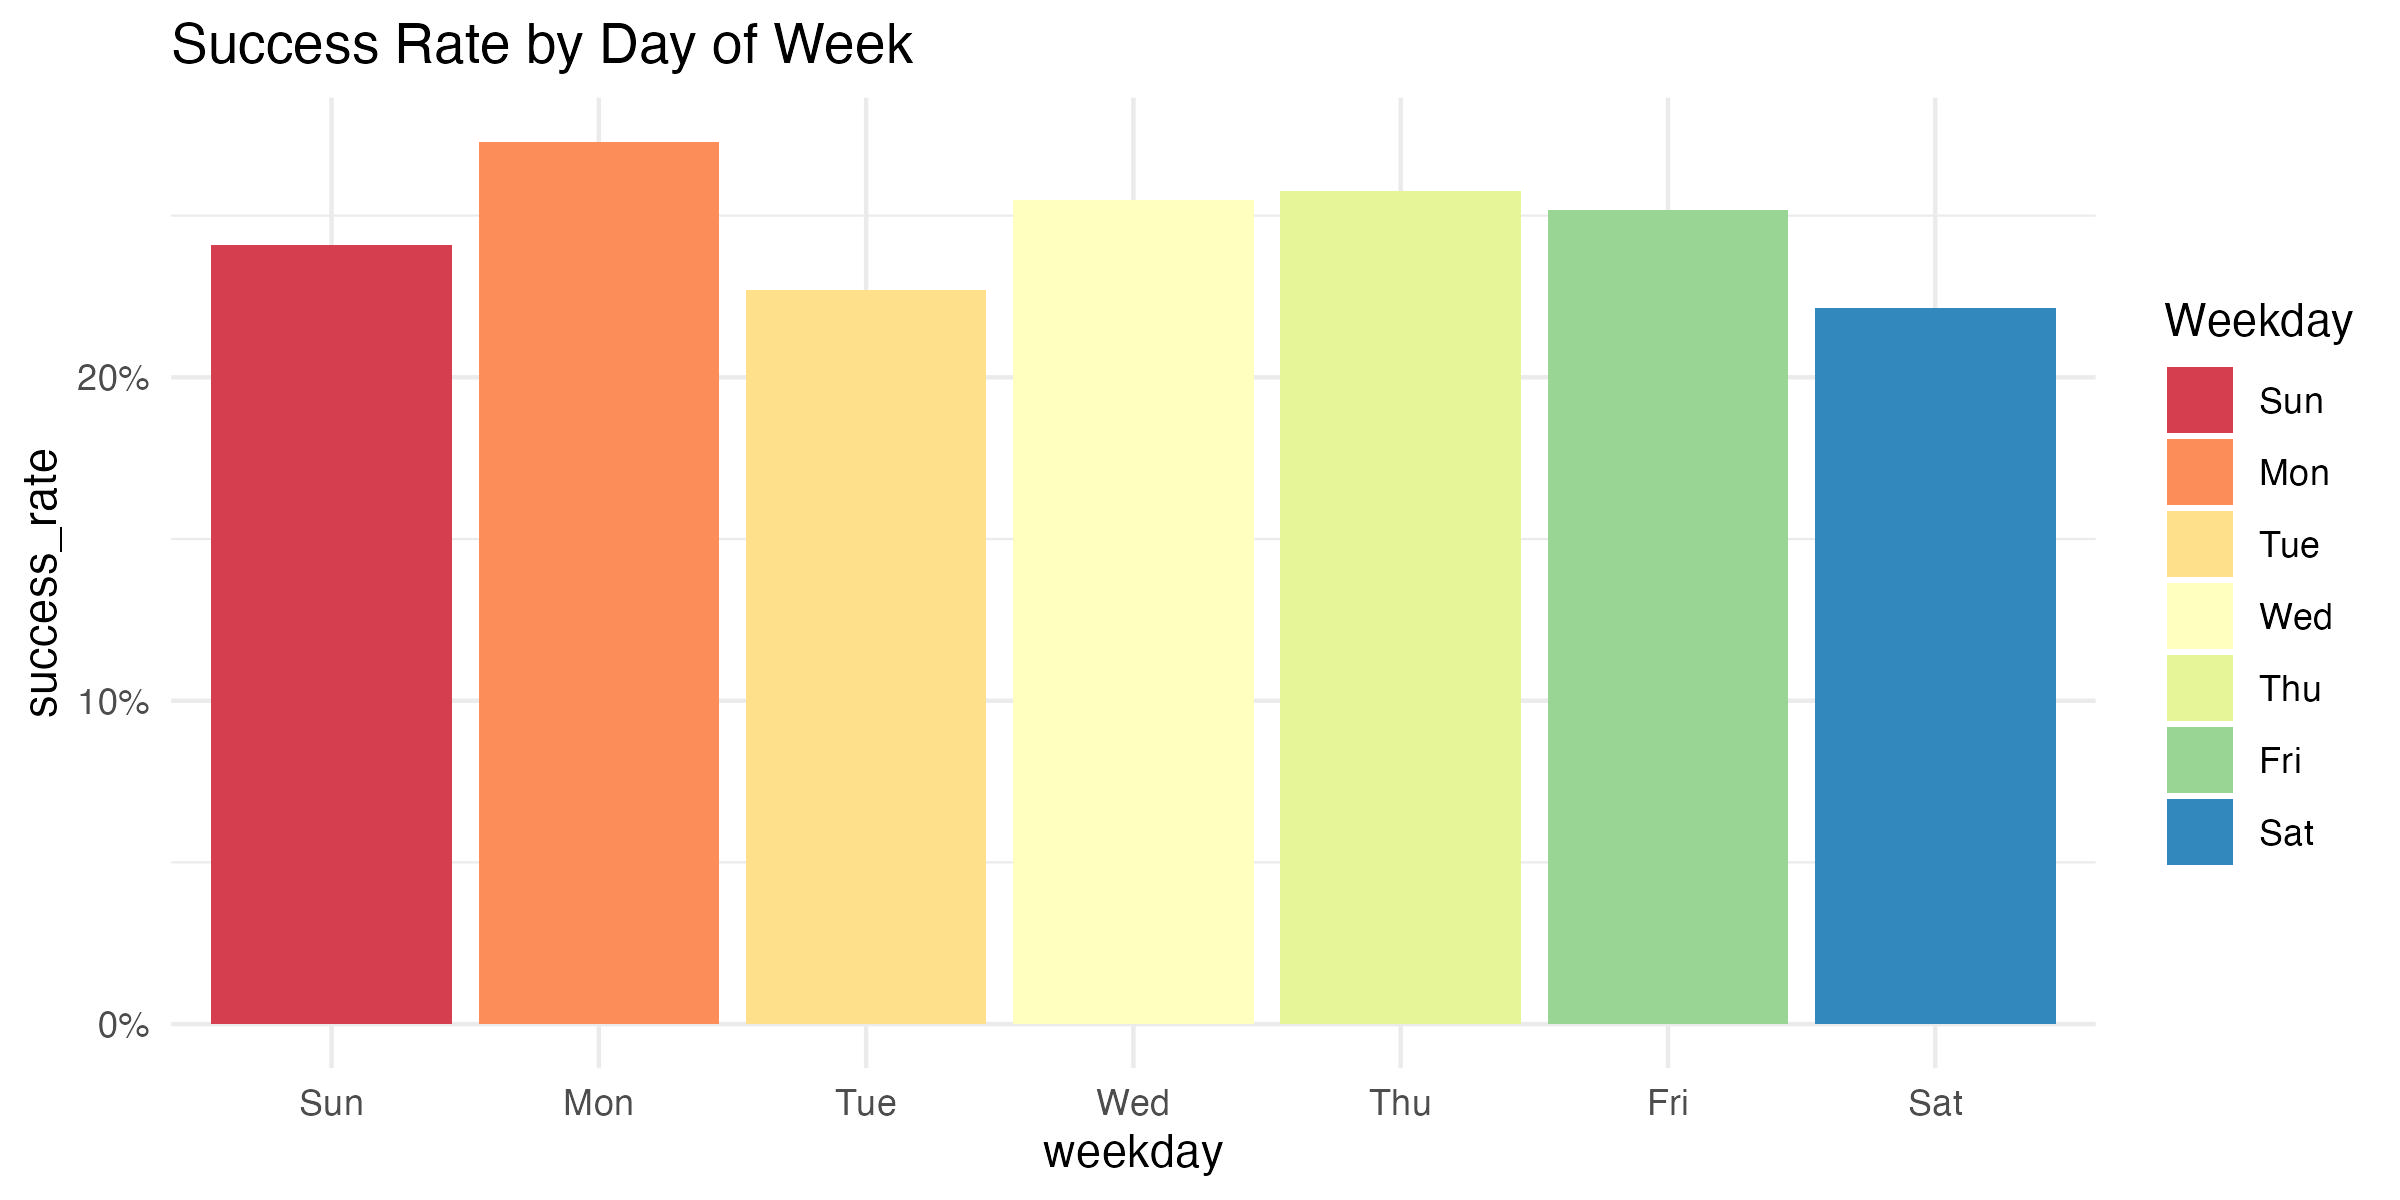 Success Rate by Day of Week
success_rate
20%
10%
0%
Sun Mon Tue Wed Thu Fri Sat
weekday
Weekday
Sun
Mon
Tue
Wed
Thu
Fri
Sat